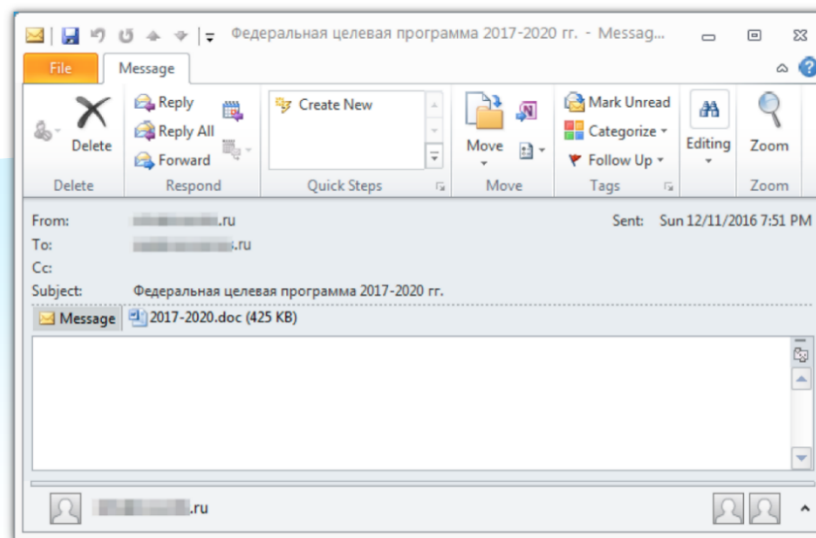 Федеральная целевая программа 2017-2020 гг. - Messag...
File Message
Delete
Reply
Reply All
Forward
Create New
Move
Mark Unread
Categorize
Follow Up
Editing
Zoom
Delete Respond Quick Steps Move Tags Zoom
From: .ru Sent: Sun 12/11/2016 7:51 PM
To: s.ru
Cc:
Subject: Федеральная целевая программа 2017-2020 гг.
Message 2017-2020.doc (425 KB)
.ru